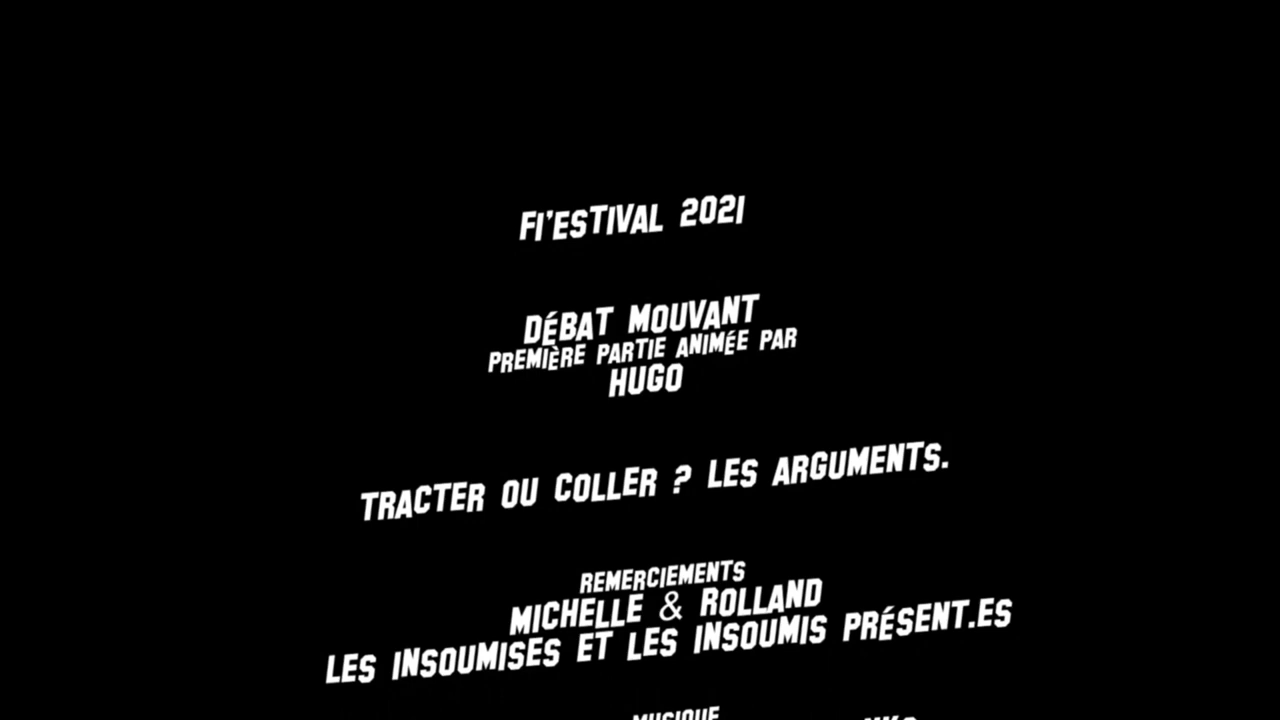 FI'ESTIVAL 2021
DÉBAT MOUVANT
PREMIÈRE PARTIE ANIMÉE PAR
HUGO
TRACTER OU COLLER ? LES ARGUMENTS.
REMERCIEMENTS
MICHELLE & ROLLAND
LES INSOUMISES ET LES INSOUMIS PRÉSENT.ES
MUSIQUE